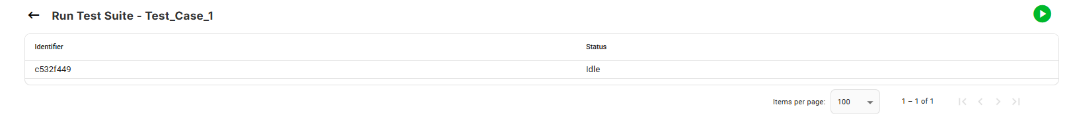 Run Test Suite - Test_Case_1
Identifier Status
c532f449 Idle
Items per page: 100 1 – 1 of 1